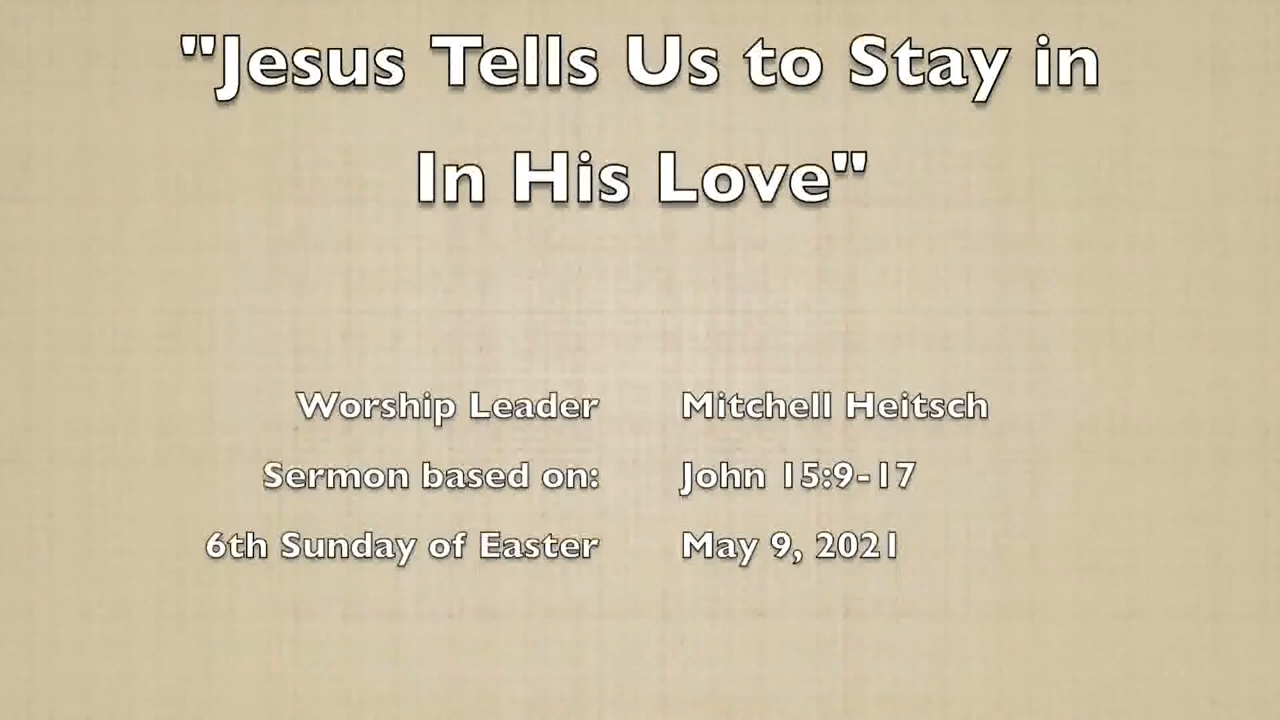 "Jesus Tells Us to Stay in
In His Love"
Worship Leader Mitchell Heitsch
Sermon based on: John 15:9-17
6th Sunday of Easter May 9, 2021